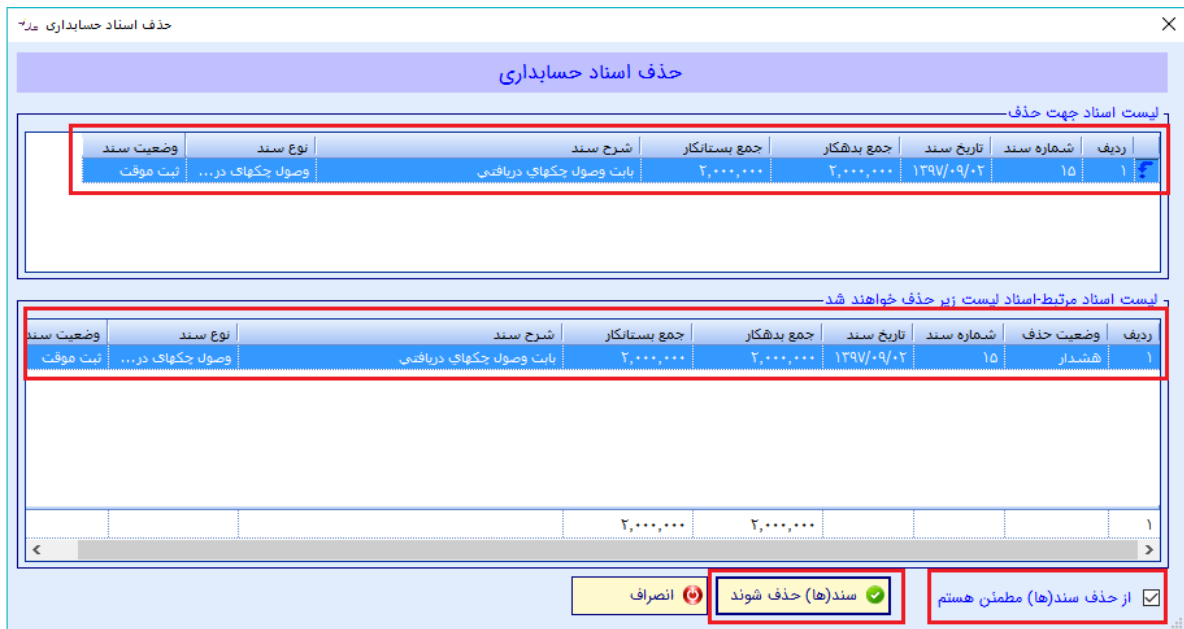 حذف اسناد حسابداری
حذف اسناد حسابداری
لیست اسناد جهت حذف
ردیف شماره سند تاریخ سند جمع بدهکار جمع بستانکار شرح سند نوع سند وضعیت سند
۱ ۱۵ ۱۳۹۷/۰۹/۰۲ ۲,۰۰۰,۰۰۰ ۲,۰۰۰,۰۰۰ بابت وصول چکهاي دريافتي وصول چکهای در... ثبت موقت
لیست اسناد مرتبط-اسناد لیست زیر حذف خواهند شد
ردیف وضعیت حذف شماره سند تاریخ سند جمع بدهکار جمع بستانکار شرح سند نوع سند وضعیت سند
۱ هشدار ۱۵ ۱۳۹۷/۰۹/۰۲ ۲,۰۰۰,۰۰۰ ۲,۰۰۰,۰۰۰ بابت وصول چکهاي دريافتي وصول چکهای در... ثبت موقت
۱ ۲,۰۰۰,۰۰۰ ۲,۰۰۰,۰۰۰
از حذف سند(ها) مطمئن هستم سند(ها) حذف شوند انصراف